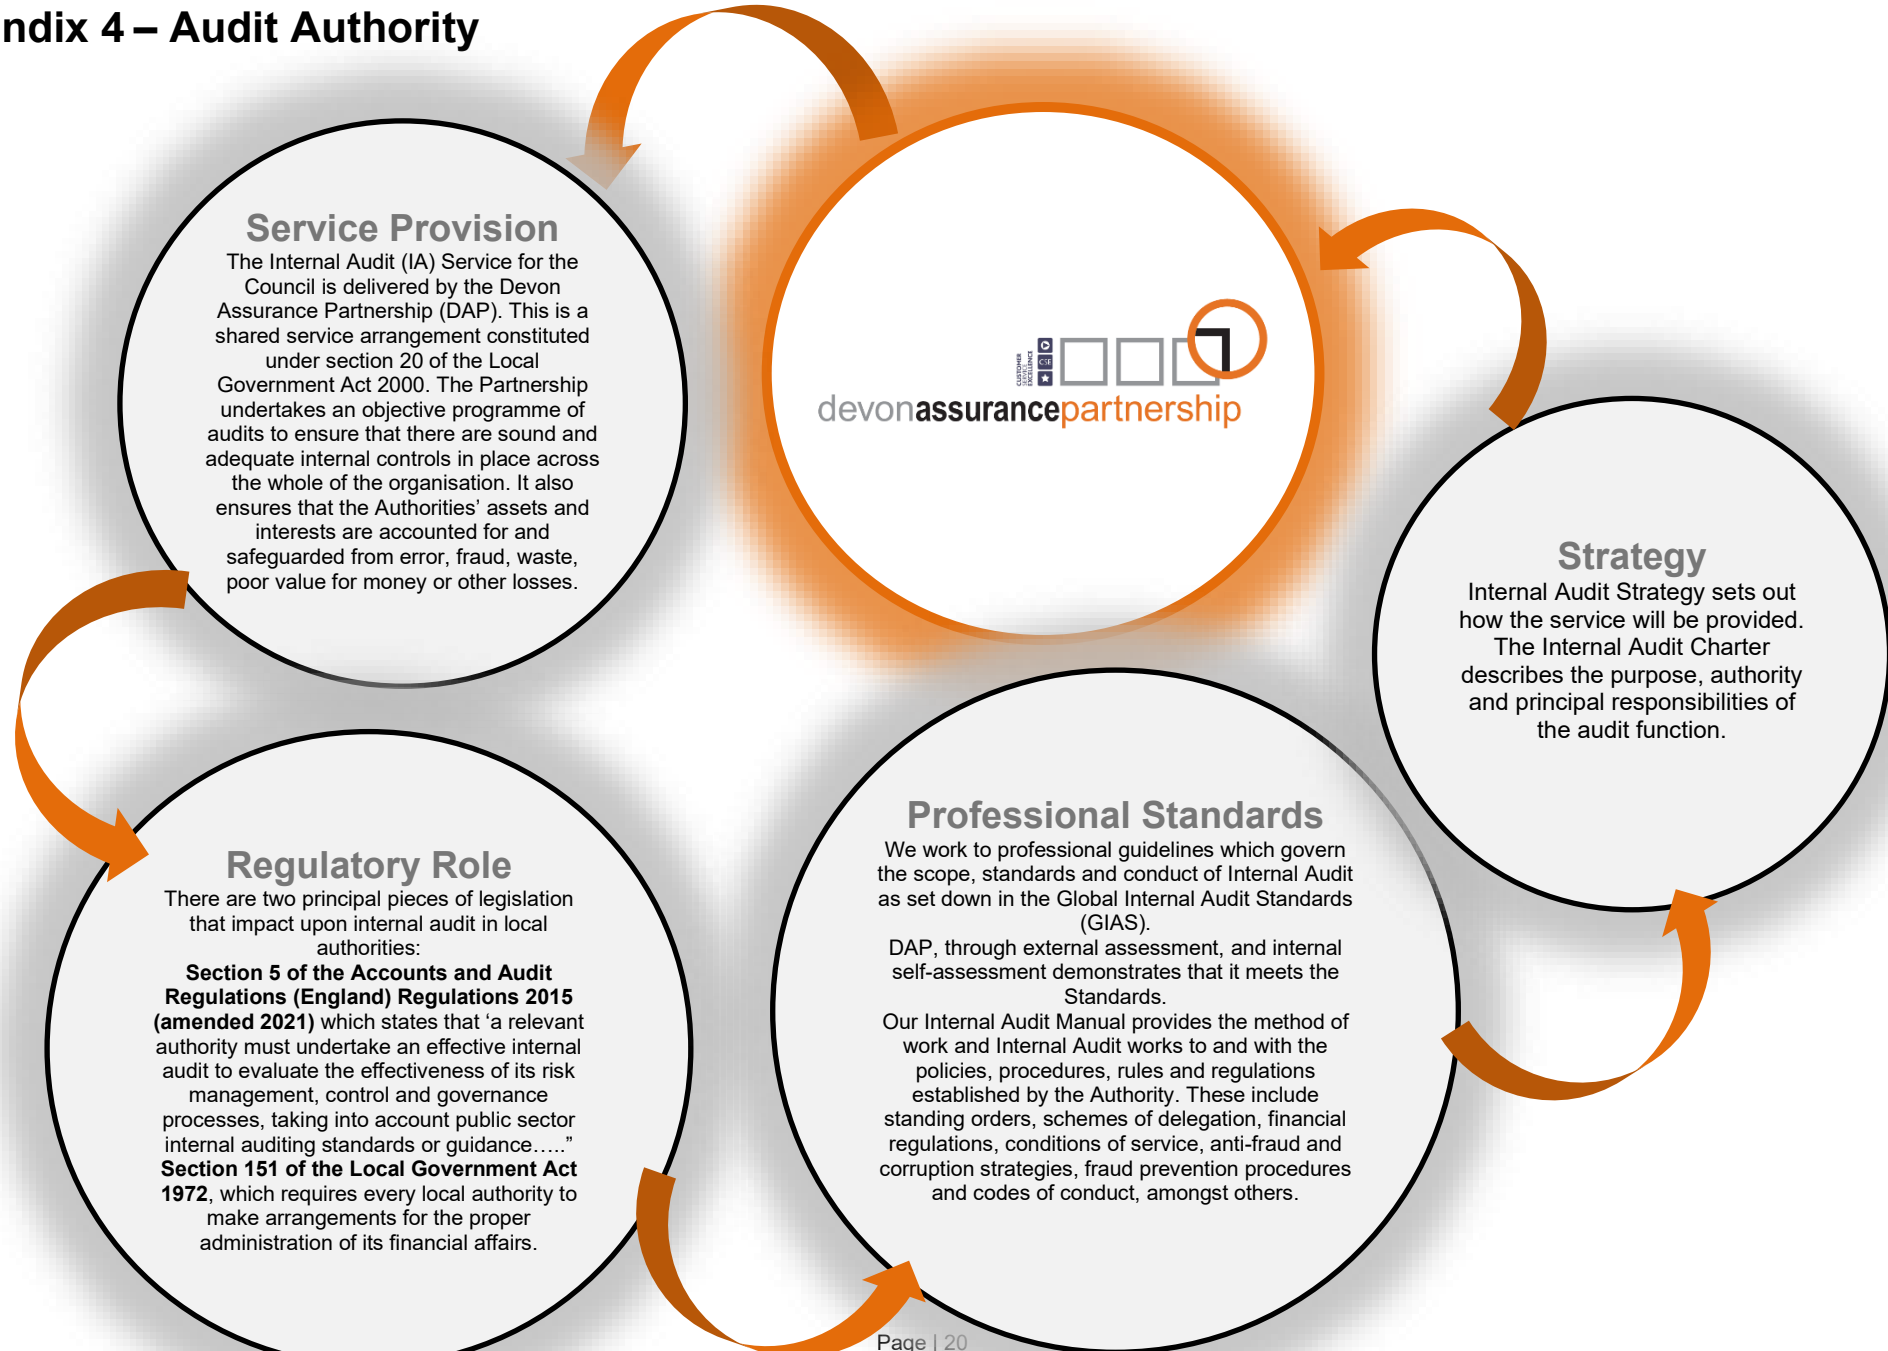 ndix 4 – Audit Authority
Service Provision
The Internal Audit (IA) Service for the
Council is delivered by the Devon
Assurance Partnership (DAP). This is a
shared service arrangement constituted
under section 20 of the Local
Government Act 2000. The Partnership
undertakes an objective programme of
audits to ensure that there are sound and
adequate internal controls in place across
the whole of the organisation. It also
ensures that the Authorities’ assets and
interests are accounted for and
safeguarded from error, fraud, waste,
poor value for money or other losses.
CUSTOMER
SERVICE
EXCELLENCE
CSE
devonassurancepartnership
Strategy
Internal Audit Strategy sets out
how the service will be provided.
The Internal Audit Charter
describes the purpose, authority
and principal responsibilities of
the audit function.
Regulatory Role
There are two principal pieces of legislation
that impact upon internal audit in local
authorities:
Section 5 of the Accounts and Audit
Regulations (England) Regulations 2015
(amended 2021) which states that ‘a relevant
authority must undertake an effective internal
audit to evaluate the effectiveness of its risk
management, control and governance
processes, taking into account public sector
internal auditing standards or guidance…..”
Section 151 of the Local Government Act
1972, which requires every local authority to
make arrangements for the proper
administration of its financial affairs.
Professional Standards
We work to professional guidelines which govern
the scope, standards and conduct of Internal Audit
as set down in the Global Internal Audit Standards
(GIAS).
DAP, through external assessment, and internal
self-assessment demonstrates that it meets the
Standards.
Our Internal Audit Manual provides the method of
work and Internal Audit works to and with the
policies, procedures, rules and regulations
established by the Authority. These include
standing orders, schemes of delegation, financial
regulations, conditions of service, anti-fraud and
corruption strategies, fraud prevention procedures
and codes of conduct, amongst others.
Page | 20